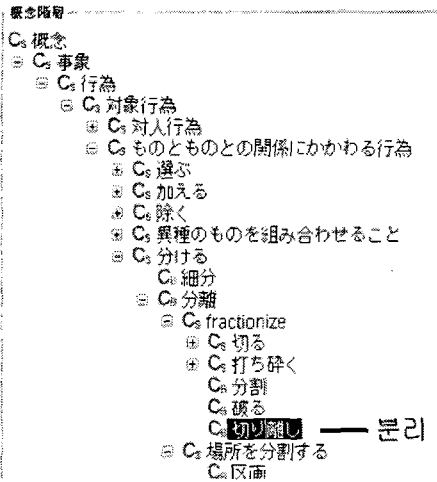 概念階層
Cs 概念
Cs 事象
Cs 行為
Cs 対象行為
Cs 対人行為
Cs ものとものとの関係にかかわる行為
Cs 選ぶ
Cs 加える
Cs 除く
Cs 異種のものを組み合わせること
Cs 分ける
Cs 細分
Cs 分離
Cs fractionize
Cs 切る
Cs 打ち砕く
Cs 分割
Cs 破る
Cs 切り離し 분리
Cs 場所を分割する
Cs 区画